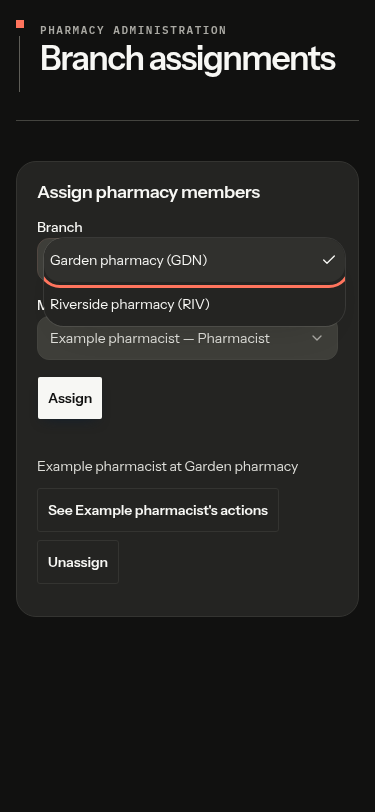 PHARMACY ADMINISTRATION
Branch assignments
Assign pharmacy members
Branch
Garden pharmacy (GDN)
Riverside pharmacy (RIV)
Example pharmacist — Pharmacist
Assign
Example pharmacist at Garden pharmacy
See Example pharmacist's actions
Unassign